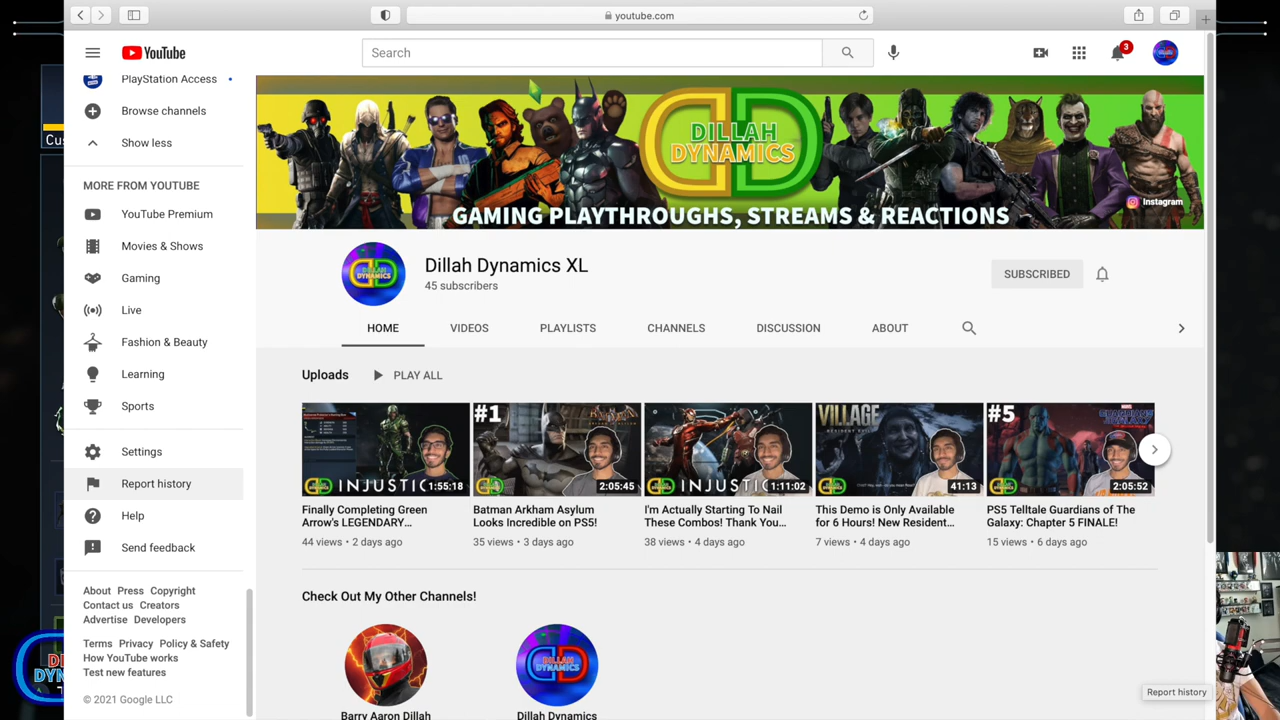 youtube.com
YouTube
Search
3
PlayStation Access
Browse channels
Show less
MORE FROM YOUTUBE
YouTube Premium
Movies & Shows
Gaming
Live
Fashion & Beauty
Learning
Sports
Settings
Report history
Help
Send feedback
About Press Copyright
Contact us Creators
Advertise Developers
Terms Privacy Policy & Safety
How YouTube works
Test new features
© 2021 Google LLC
DILLAH
DYNAMICS
GAMING PLAYTHROUGHS, STREAMS & REACTIONS
Instagram
Dillah Dynamics XL
45 subscribers
SUBSCRIBED
HOME VIDEOS PLAYLISTS CHANNELS DISCUSSION ABOUT
Uploads PLAY ALL
INJUSTIC 1:55:18
#1 2:05:45
INJUSTIC 1:11:02
VILLAGE 41:13
#5 2:05:52
Finally Completing Green
Arrow's LEGENDARY…
44 views • 2 days ago
Batman Arkham Asylum
Looks Incredible on PS5!
35 views • 3 days ago
I'm Actually Starting To Nail
These Combos! Thank You…
38 views • 4 days ago
This Demo is Only Available
for 6 Hours! New Resident…
7 views • 4 days ago
PS5 Telltale Guardians of The
Galaxy: Chapter 5 FINALE!
15 views • 6 days ago
Check Out My Other Channels!
Barry Aaron Dillah
Dillah Dynamics
Report history
Cus